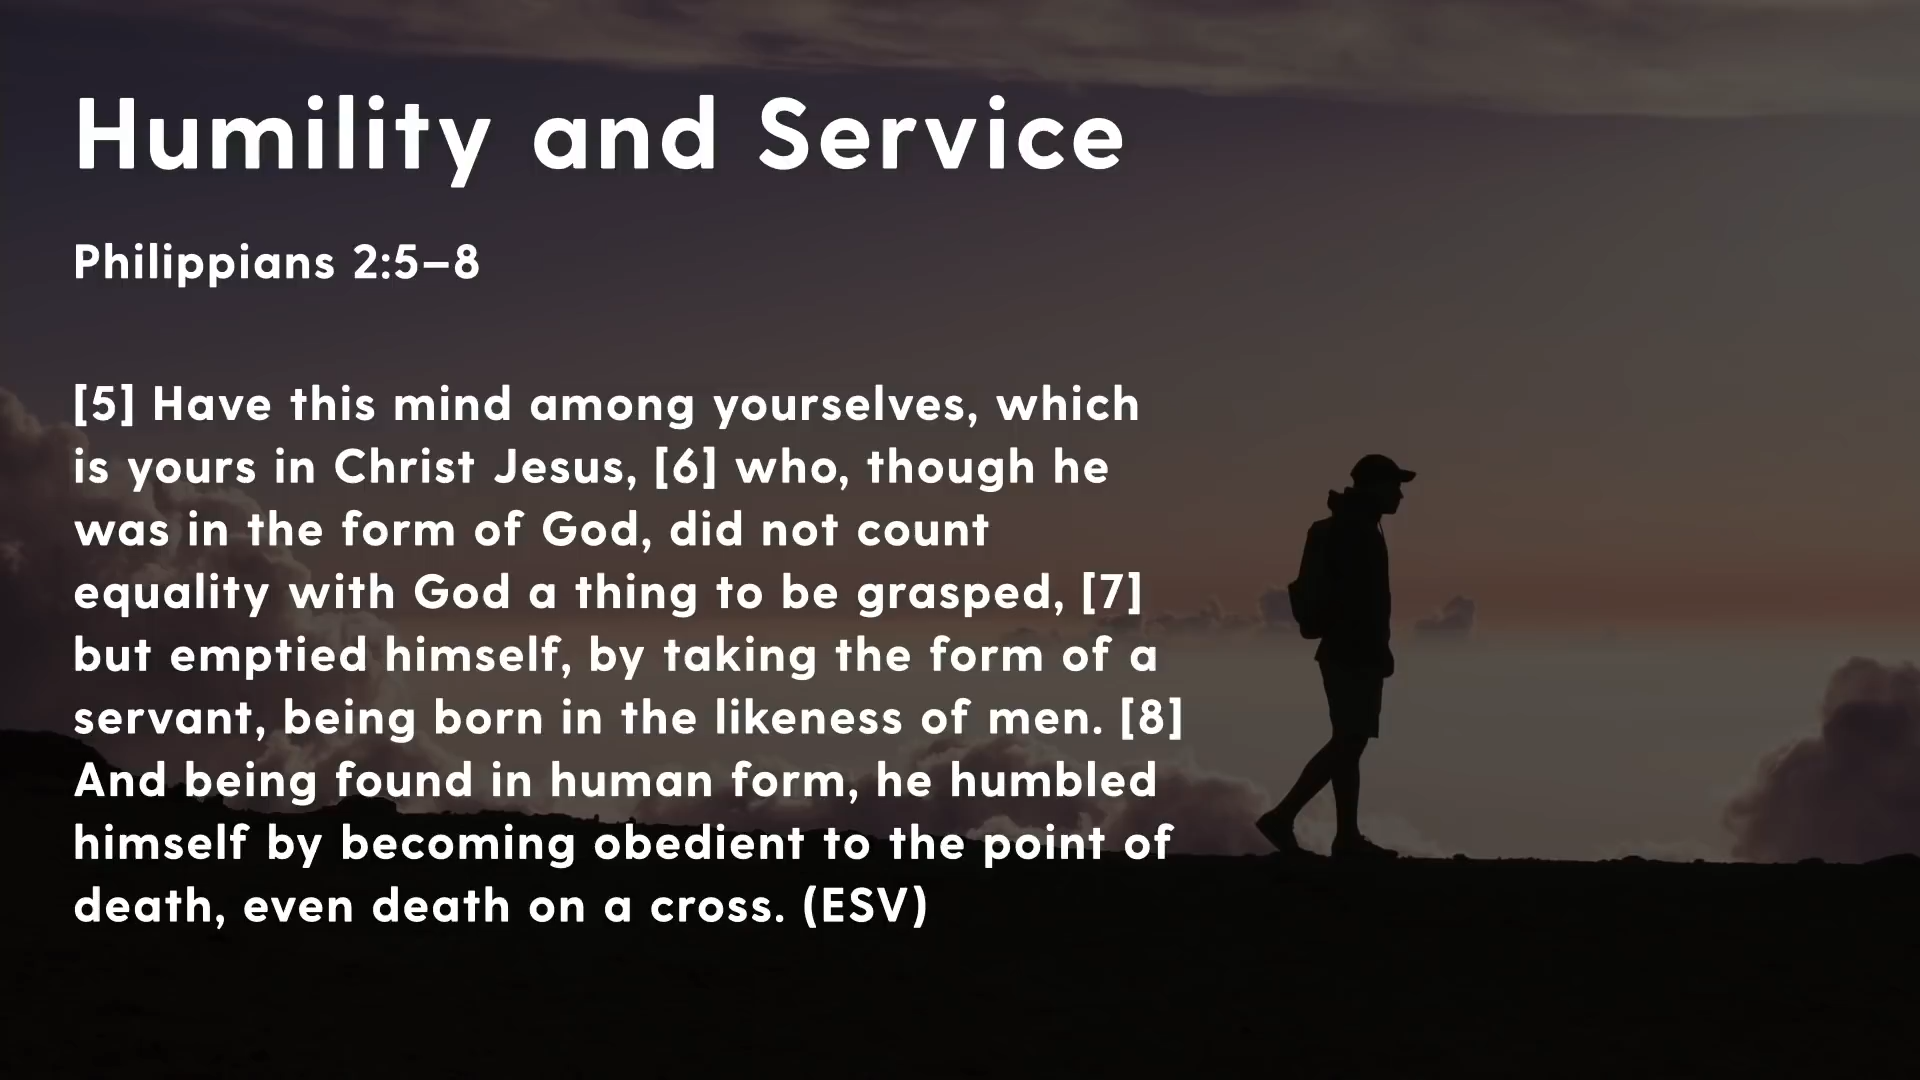 Humility and Service
Philippians 2:5–8
[5] Have this mind among yourselves, which
is yours in Christ Jesus, [6] who, though he
was in the form of God, did not count
equality with God a thing to be grasped, [7]
but emptied himself, by taking the form of a
servant, being born in the likeness of men. [8]
And being found in human form, he humbled
himself by becoming obedient to the point of
death, even death on a cross. (ESV)